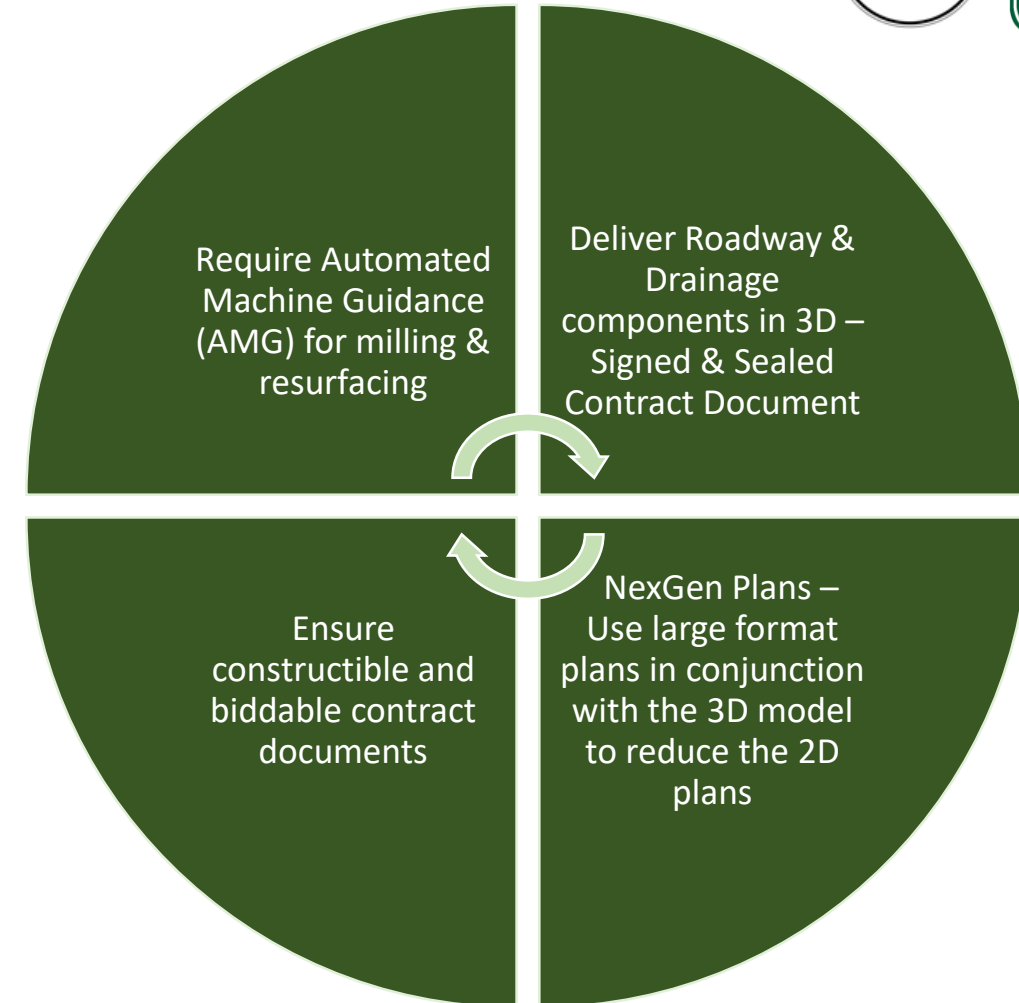 Require Automated
Machine Guidance
(AMG) for milling &
resurfacing
Deliver Roadway &
Drainage
components in 3D –
Signed & Sealed
Contract Document
Ensure
constructible and
biddable contract
documents
NexGen Plans –
Use large format
plans in conjunction
with the 3D model
to reduce the 2D
plans